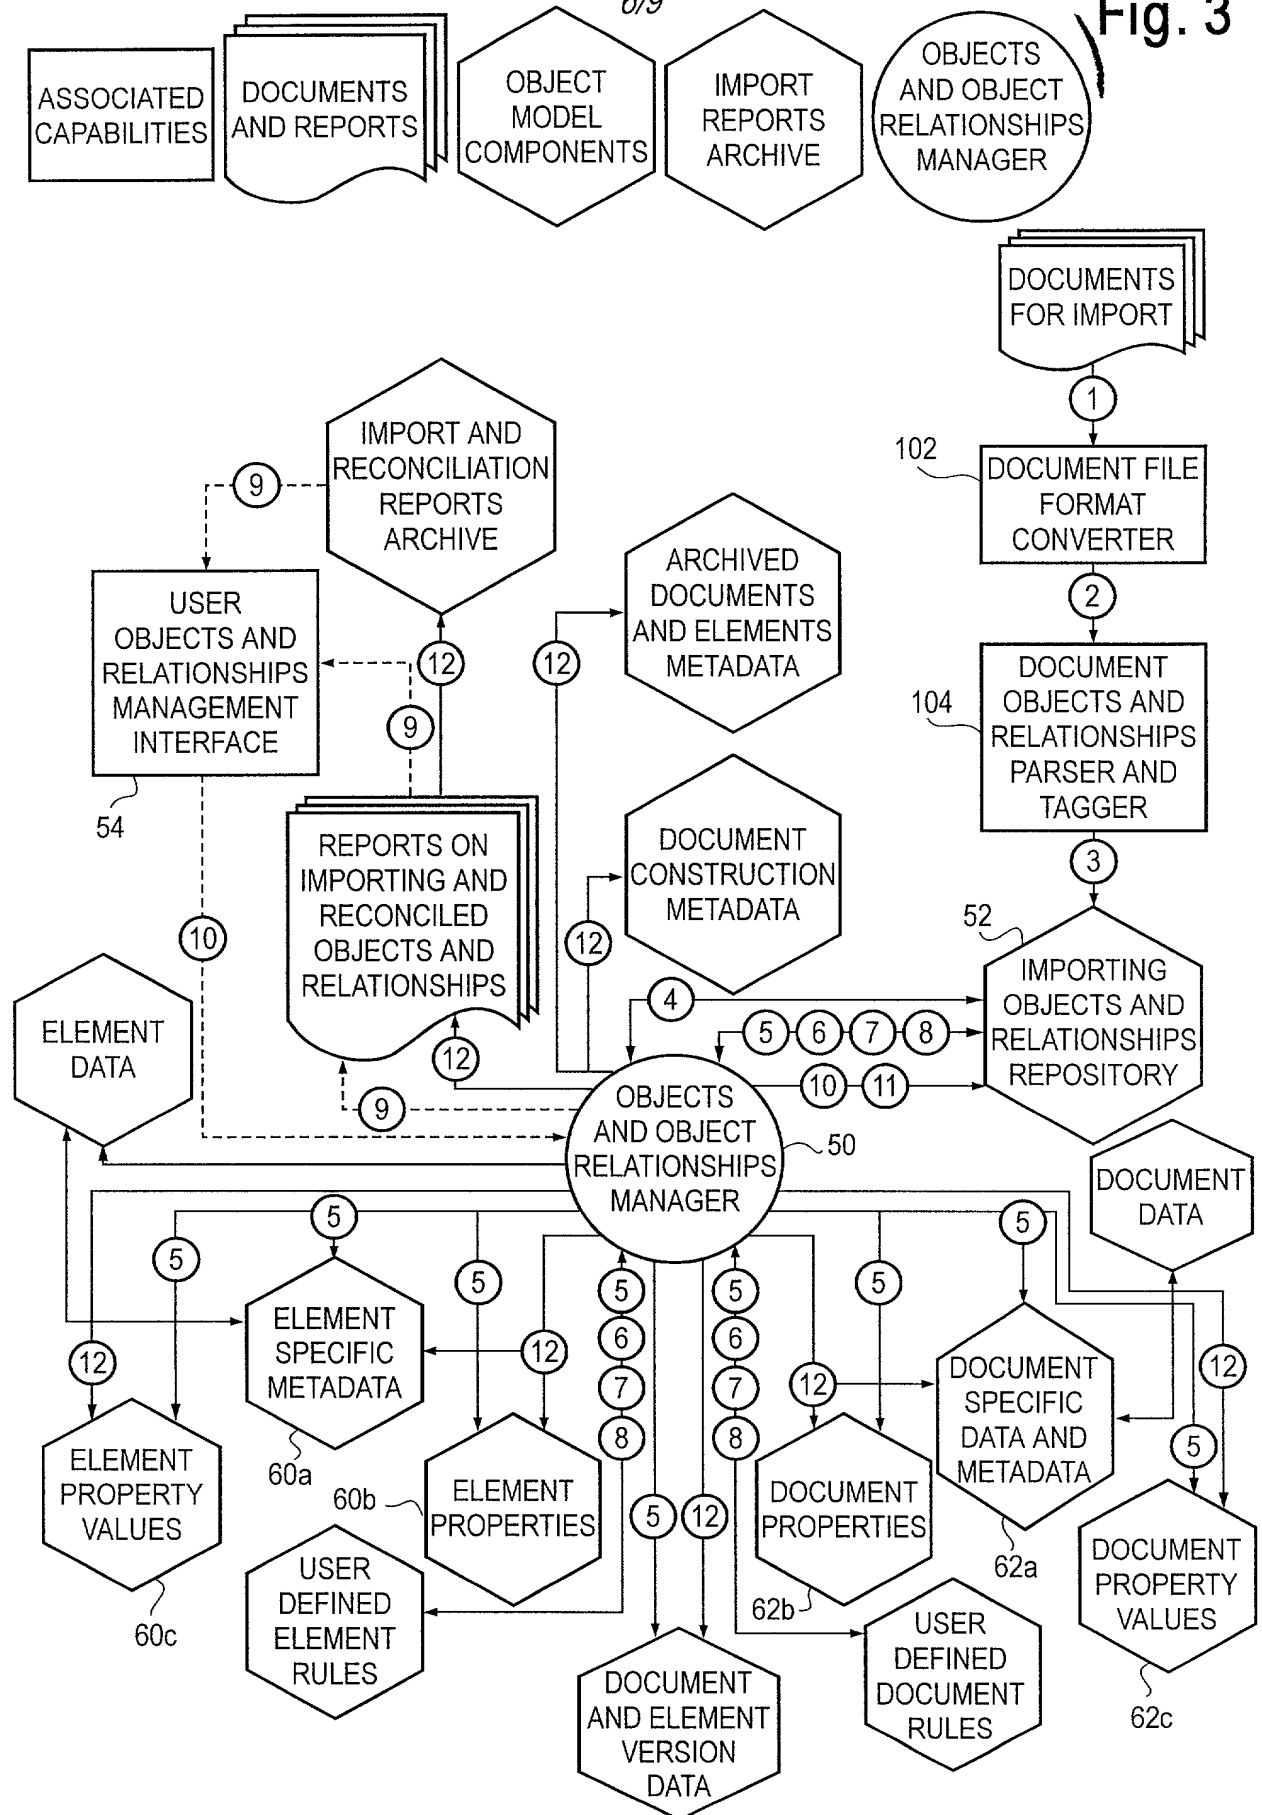 6/9
Fig. 3
ASSOCIATED
CAPABILITIES
DOCUMENTS
AND REPORTS
OBJECT
MODEL
COMPONENTS
IMPORT
REPORTS
ARCHIVE
OBJECTS
AND OBJECT
RELATIONSHIPS
MANAGER
DOCUMENTS
FOR IMPORT
1
102
DOCUMENT FILE
FORMAT
CONVERTER
2
104
DOCUMENT
OBJECTS AND
RELATIONSHIPS
PARSER AND
TAGGER
3
52
IMPORTING
OBJECTS AND
RELATIONSHIPS
REPOSITORY
IMPORT AND
RECONCILIATION
REPORTS
ARCHIVE
9
USER
OBJECTS AND
RELATIONSHIPS
MANAGEMENT
INTERFACE
54
12
9
12
ARCHIVED
DOCUMENTS
AND ELEMENTS
METADATA
DOCUMENT
CONSTRUCTION
METADATA
12
REPORTS ON
IMPORTING AND
RECONCILED
OBJECTS AND
RELATIONSHIPS
10
ELEMENT
DATA
4
5 6 7 8
10 11
12
9
OBJECTS
AND OBJECT
RELATIONSHIPS
MANAGER
50
DOCUMENT
DATA
5
5
5
12
12
ELEMENT
SPECIFIC
METADATA
60a
ELEMENT
PROPERTY
VALUES
60c
60b
ELEMENT
PROPERTIES
USER
DEFINED
ELEMENT
RULES
5
6
7
8
5
12
5
6
7
8
DOCUMENT
AND ELEMENT
VERSION
DATA
5
12
5
DOCUMENT
PROPERTIES
62b
DOCUMENT
SPECIFIC
DATA AND
METADATA
62a
12
5
DOCUMENT
PROPERTY
VALUES
62c
USER
DEFINED
DOCUMENT
RULES